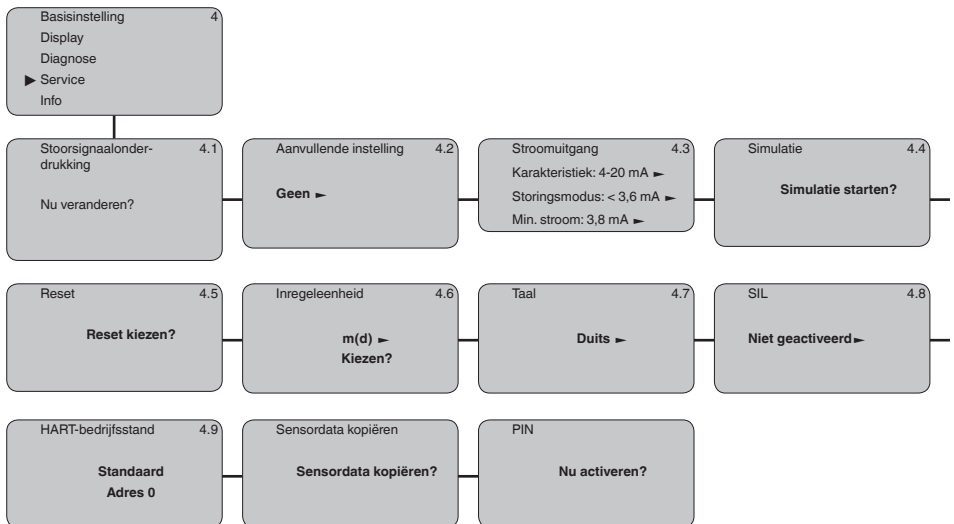 Basisinstelling 4
Display
Diagnose
▶ Service
Info
Stoorsignaalonder- 4.1
drukking
Nu veranderen?
Aanvullende instelling 4.2
Geen ►
Stroomuitgang 4.3
Karakteristiek: 4-20 mA ►
Storingsmodus: < 3,6 mA ►
Min. stroom: 3,8 mA ►
Simulatie 4.4
Simulatie starten?
Reset 4.5
Reset kiezen?
Inregeleenheid 4.6
m(d) ►
Kiezen?
Taal 4.7
Duits ►
SIL 4.8
Niet geactiveerd ►
HART-bedrijfsstand 4.9
Standaard
Adres 0
Sensordata kopiëren
Sensordata kopiëren?
PIN
Nu activeren?